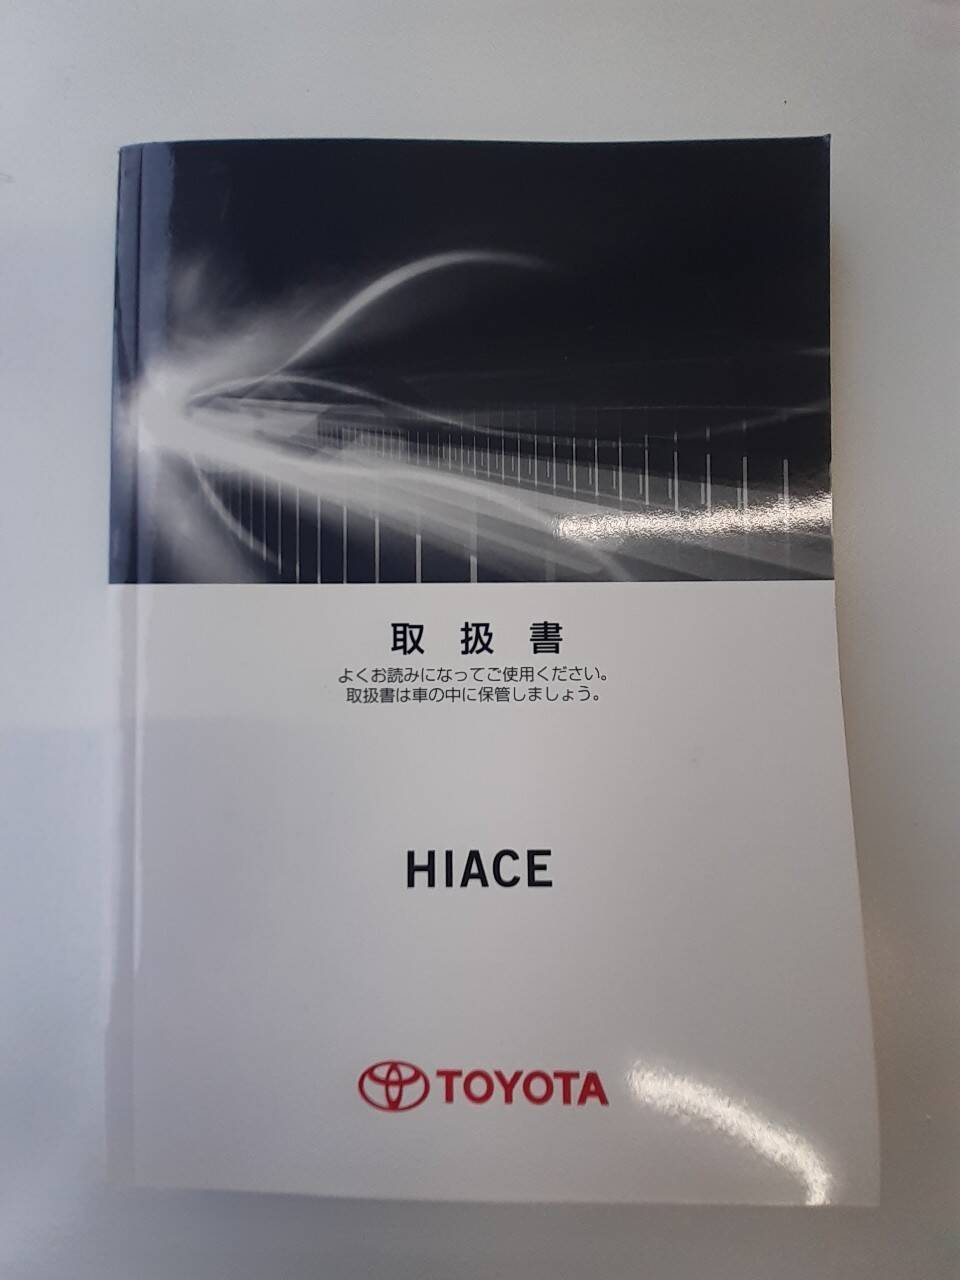 取扱書
よくお読みになってご使用ください。
取扱書は車の中に保管しましょう。
HIACE
TOYOTA